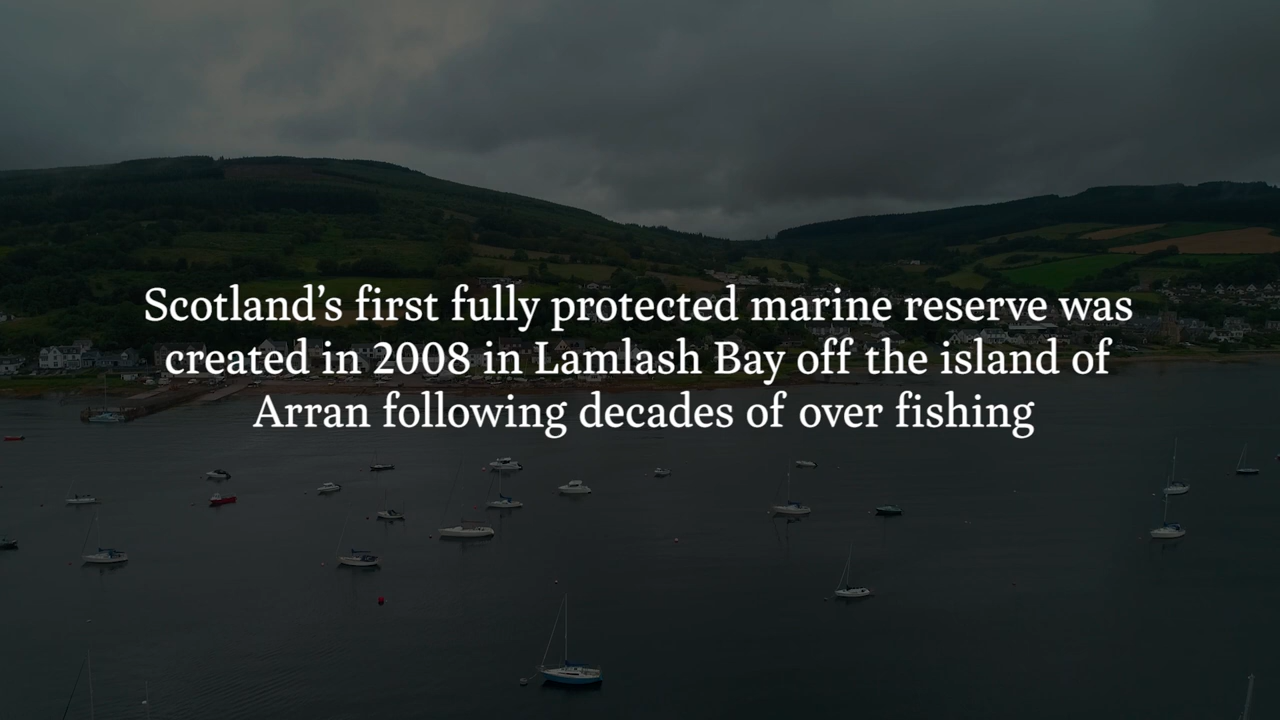 Scotland’s first fully protected marine reserve was
created in 2008 in Lamlash Bay off the island of
Arran following decades of over fishing